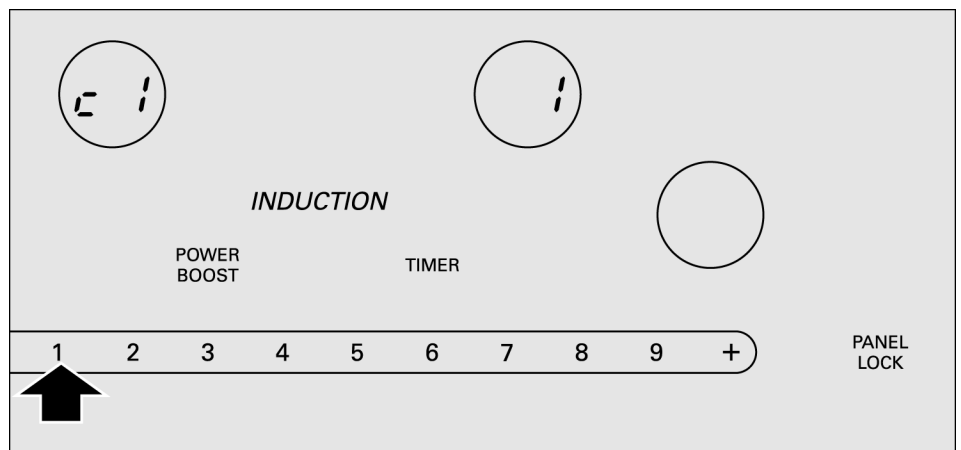 c 1
1
INDUCTION
POWER
BOOST
TIMER
1 2 3 4 5 6 7 8 9 +
PANEL
LOCK